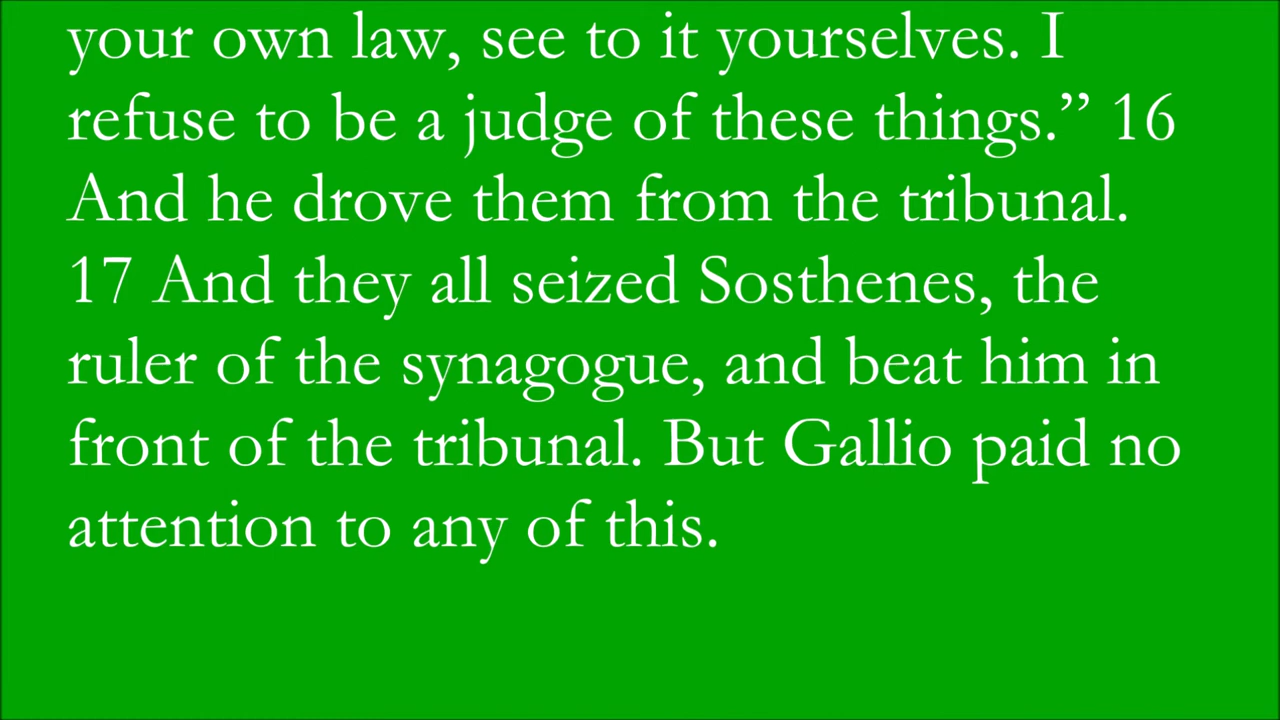 your own law, see to it yourselves. I
refuse to be a judge of these things.” 16
And he drove them from the tribunal.
17 And they all seized Sosthenes, the
ruler of the synagogue, and beat him in
front of the tribunal. But Gallio paid no
attention to any of this.